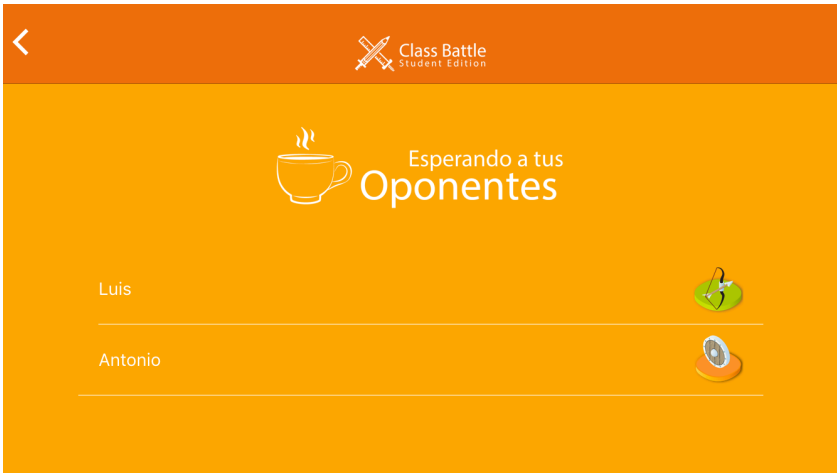 Class Battle
Student Edition
Esperando a tus
Oponentes
Luis
Antonio